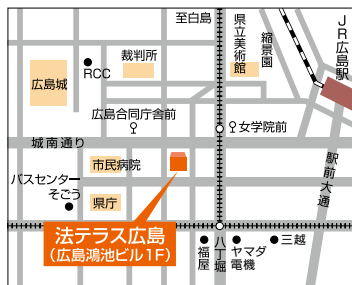 至白島
県立美術館
縮景園
JR広島駅
裁判所
RCC
広島城
広島合同庁舎前
女学院前
城南通り
市民病院
バスセンター
そごう
県庁
駅前大通
法テラス広島
(広島鴻池ビル1F)
福屋
八丁堀
ヤマダ電機
三越